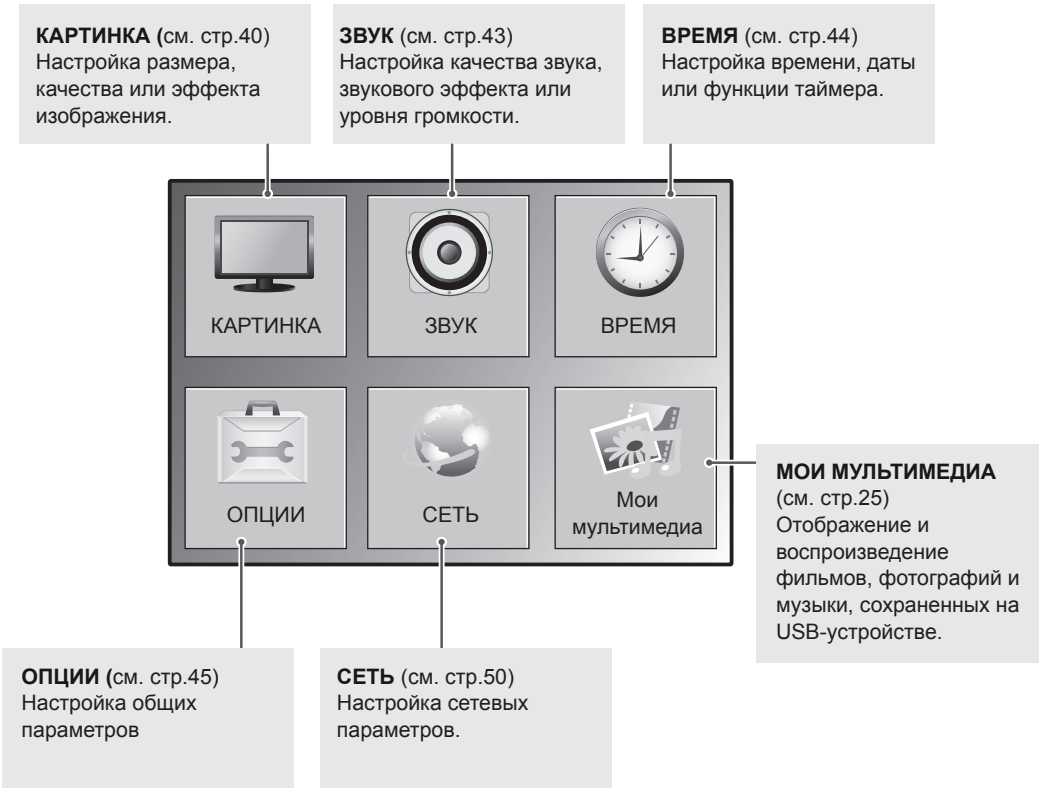 КАРТИНКА (см. стр.40)
Настройка размера,
качества или эффекта
изображения.
ЗВУК (см. стр.43)
Настройка качества звука,
звукового эффекта или
уровня громкости.
ВРЕМЯ (см. стр.44)
Настройка времени, даты
или функции таймера.
КАРТИНКА
ЗВУК
ВРЕМЯ
ОПЦИИ
СЕТЬ
Мои
мультимедиа
МОИ МУЛЬТИМЕДИА
(см. стр.25)
Отображение и
воспроизведение
фильмов, фотографий и
музыки, сохраненных на
USB-устройстве.
ОПЦИИ (см. стр.45)
Настройка общих
параметров
СЕТЬ (см. стр.50)
Настройка сетевых
параметров.